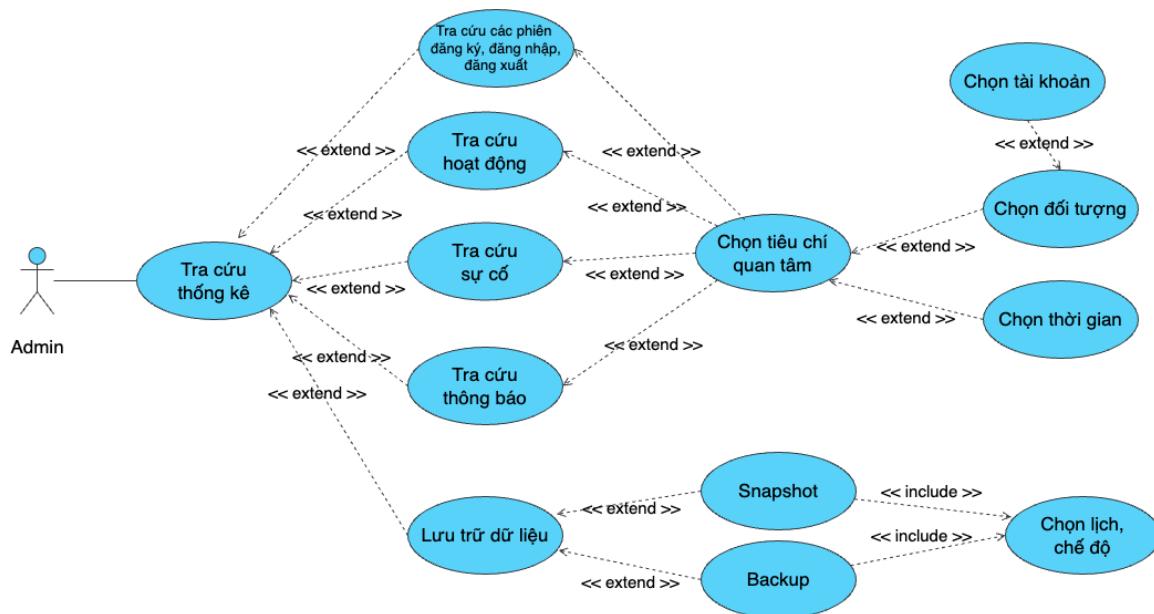 Tra cứu các phiên
đăng ký, đăng nhập,
đăng xuất
Chọn tài khoản
<< extend >>
Tra cứu
hoạt động
<< extend >>
<< extend >>
<< extend >>
<< extend >>
<< extend >>
Chọn đối tượng
Admin
Tra cứu
thống kê
Tra cứu
sự cố
Chọn tiêu chí
quan tâm
<< extend >>
<< extend >>
<< extend >>
<< extend >>
Chọn thời gian
<< extend >>
<< extend >>
<< extend >>
Tra cứu
thông báo
Lưu trữ dữ liệu
Snapshot
<< extend >>
<< include >>
Chọn lịch,
chế độ
<< include >>
Backup
<< extend >>